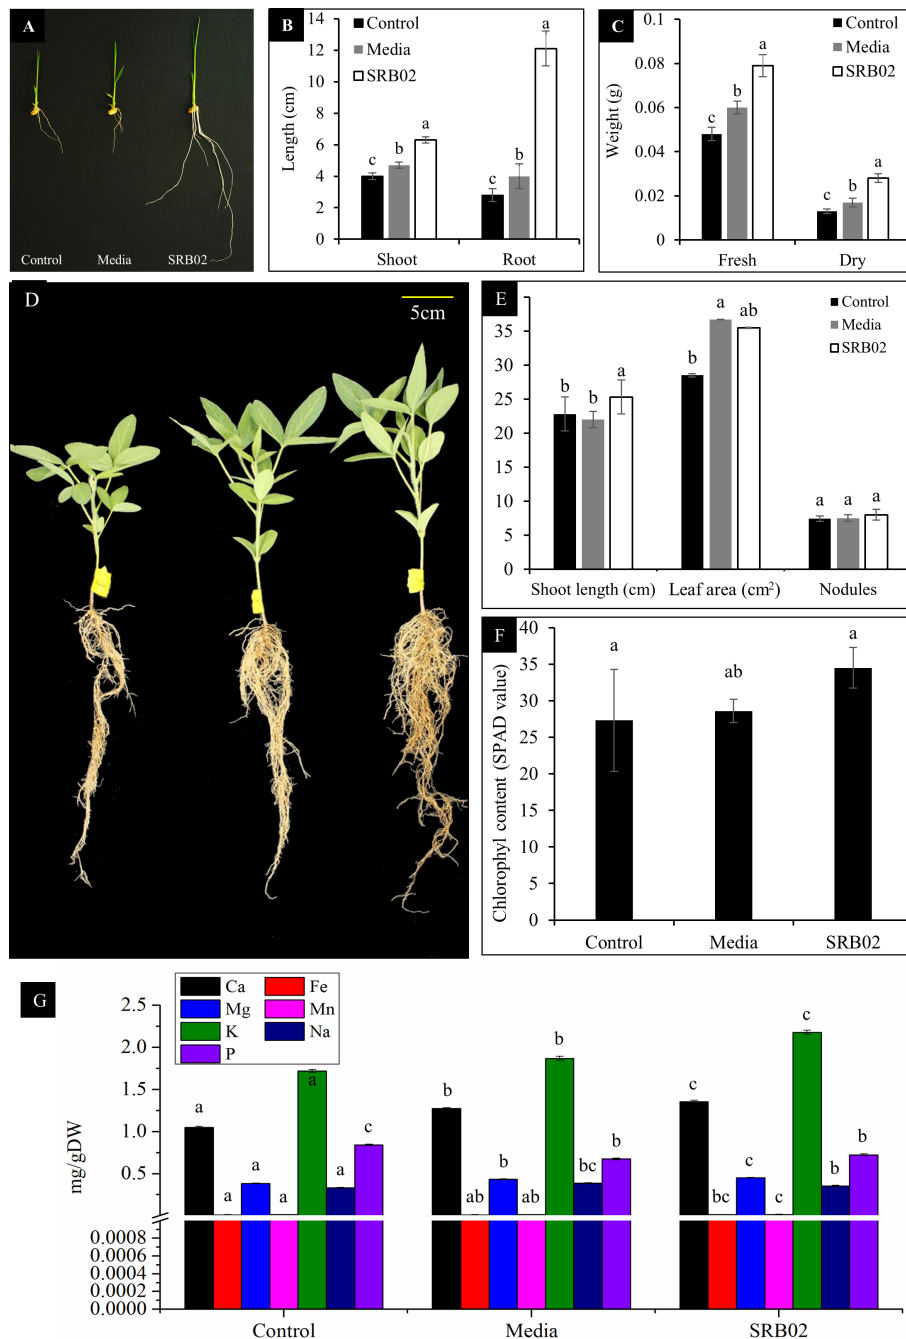 A
Control Media SRB02
B
Control
Media
SRB02
Length (cm)
14
12
10
8
6
4
2
0
c b a
c b a
Shoot Root
C
Control
Media
SRB02
Weight (g)
0.1
0.08
0.06
0.04
0.02
0
c b a
c b a
Fresh Dry
D
5cm
E
Control
Media
SRB02
35
30
25
20
15
10
5
0
b b a
b a ab
a a a
Shoot length (cm) Leaf area (cm²) Nodules
F
Chlorophyl content (SPAD value)
40
35
30
25
20
15
10
5
0
a ab a
Control Media SRB02
G
Ca Fe
Mg Mn
K Na
P
mg/gDW
2.5
2.0
1.5
1.0
0.5
0.0008
0.0006
0.0004
0.0002
0.0000
a a a a a a c
b ab b ab b bc b
c bc c c c b b
Control Media SRB02